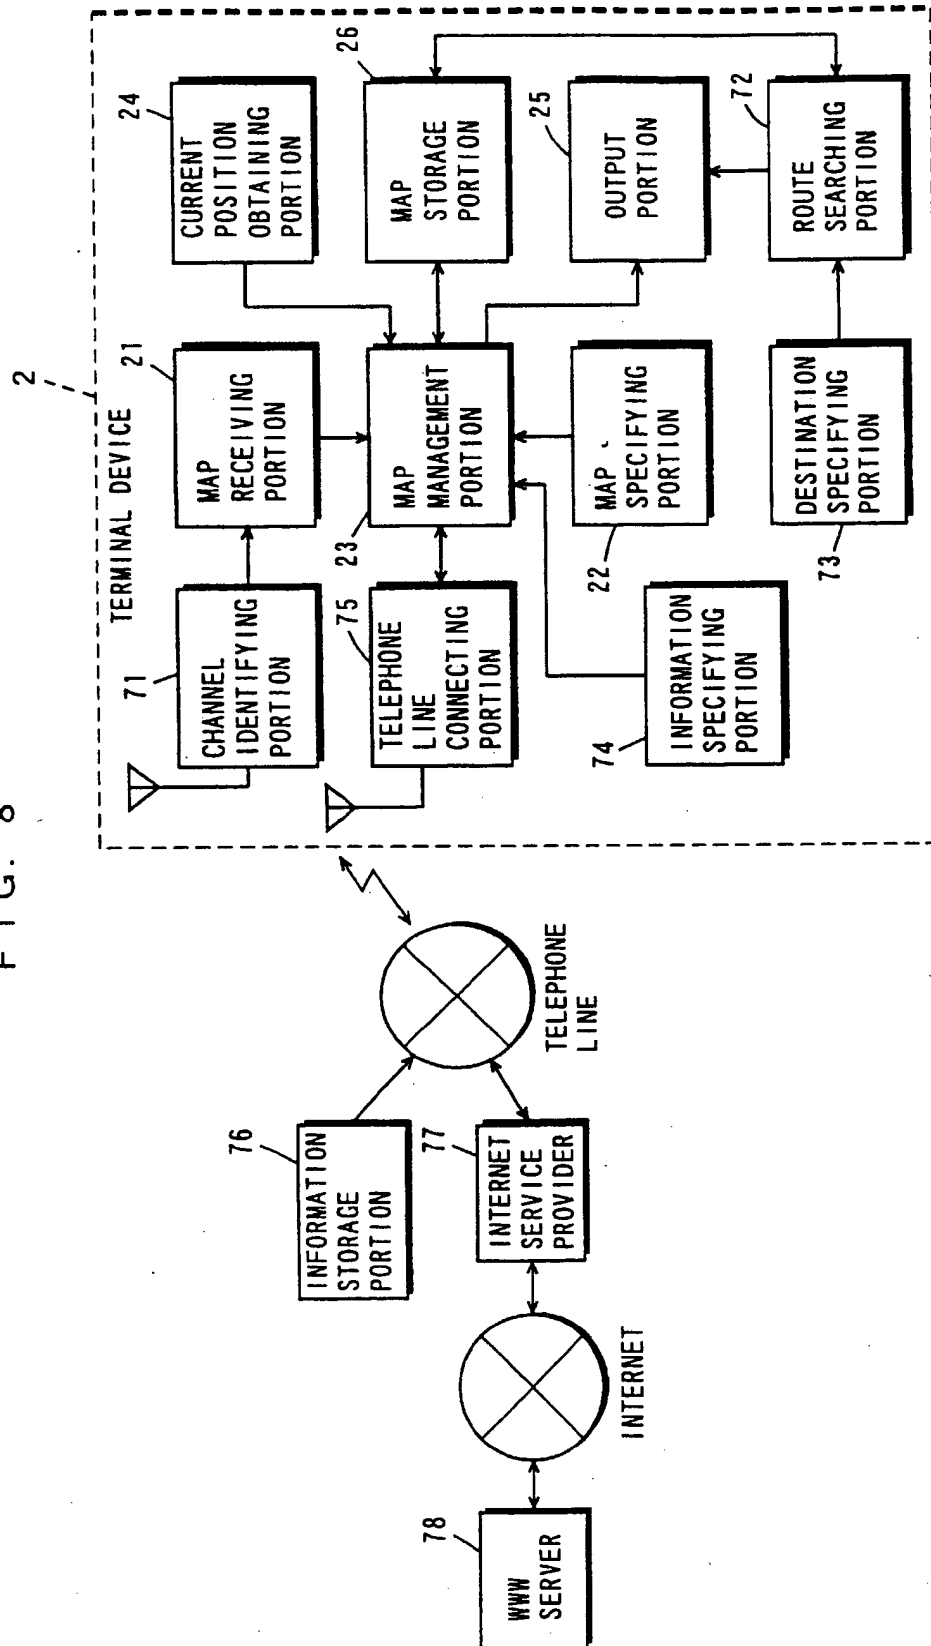 FIG. 8
2
TERMINAL DEVICE
71
CHANNEL
IDENTIFYING
PORTION
21
MAP
RECEIVING
PORTION
24
CURRENT
POSITION
OBTAINING
PORTION
75
TELEPHONE
LINE
CONNECTING
PORTION
23
MAP
MANAGEMENT
PORTION
26
MAP
STORAGE
PORTION
74
INFORMATION
SPECIFYING
PORTION
22
MAP
SPECIFYING
PORTION
25
OUTPUT
PORTION
73
DESTINATION
SPECIFYING
PORTION
72
ROUTE
SEARCHING
PORTION
76
INFORMATION
STORAGE
PORTION
TELEPHONE
LINE
77
INTERNET
SERVICE
PROVIDER
INTERNET
78
WWW
SERVER